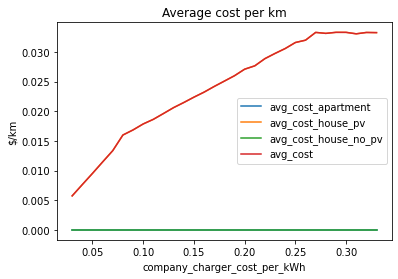 Average cost per km
$/km
0.030
0.025
0.020
0.015
0.010
0.005
0.000
avg_cost_apartment
avg_cost_house_pv
avg_cost_house_no_pv
avg_cost
0.05 0.10 0.15 0.20 0.25 0.30
company_charger_cost_per_kWh